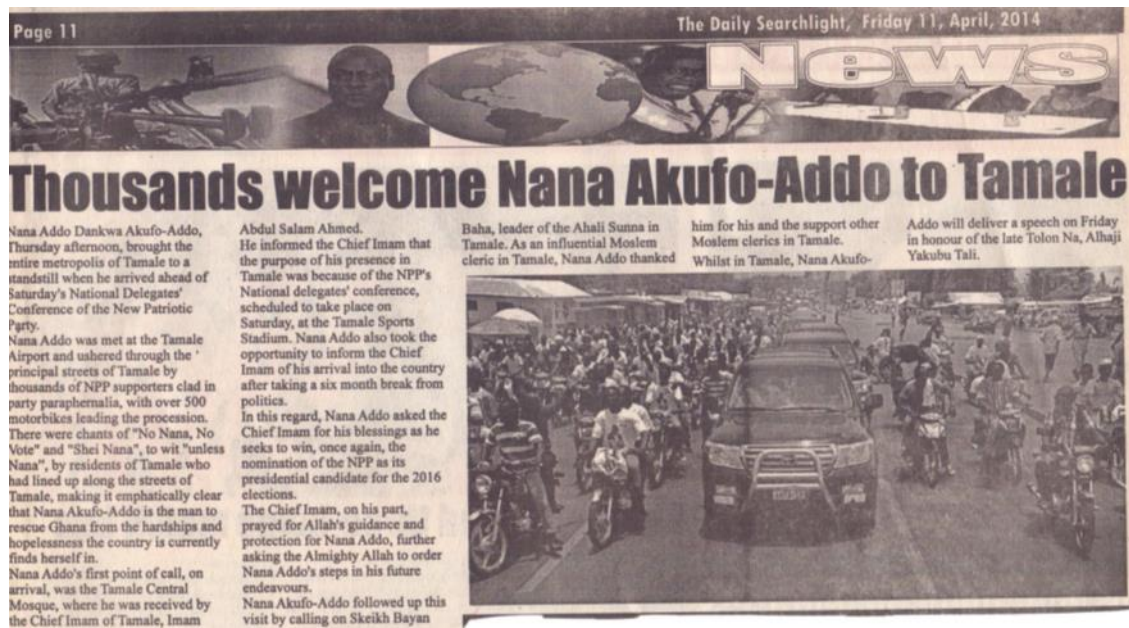 Page 11
The Daily Searchlight, Friday 11, April, 2014
News
Thousands welcome Nana Akufo-Addo to Tamale
Nana Addo Dankwa Akufo-Addo,
Thursday afternoon, brought the
entire metropolis of Tamale to a
standstill when he arrived ahead of
Saturday's National Delegates'
Conference of the New Patriotic
Party.
Nana Addo was met at the Tamale
Airport and ushered through the
principal streets of Tamale by
thousands of NPP supporters clad in
party paraphernalia, with over 500
motorbikes leading the procession.
There were chants of "No Nana, No
Vote" and "Shei Nana", to wit "unless
Nana", by residents of Tamale who
had lined up along the streets of
Tamale, making it emphatically clear
that Nana Akufo-Addo is the man to
rescue Ghana from the hardships and
hopelessness the country is currently
finds herself in.
Nana Addo's first point of call, on
arrival, was the Tamale Central
Mosque, where he was received by
the Chief Imam of Tamale, Imam
Abdul Salam Ahmed.
He informed the Chief Imam that
the purpose of his presence in
Tamale was because of the NPP's
National delegates' conference,
scheduled to take place on
Saturday, at the Tamale Sports
Stadium. Nana Addo also took the
opportunity to inform the Chief
Imam of his arrival into the country
after taking a six month break from
politics.
In this regard, Nana Addo asked the
Chief Imam for his blessings as he
seeks to win, once again, the
nomination of the NPP as its
presidential candidate for the 2016
elections.
The Chief Imam, on his part,
prayed for Allah's guidance and
protection for Nana Addo, further
asking the Almighty Allah to order
Nana Addo's steps in his future
endeavours.
Nana Akufo-Addo followed up this
visit by calling on Skeikh Bayan
Baha, leader of the Ahali Sunna in
Tamale. As an influential Moslem
cleric in Tamale, Nana Addo thanked
him for his and the support other
Moslem clerics in Tamale.
Whilst in Tamale, Nana Akufo-
Addo will deliver a speech on Friday
in honour of the late Tolon Na, Alhaji
Yakubu Tali.